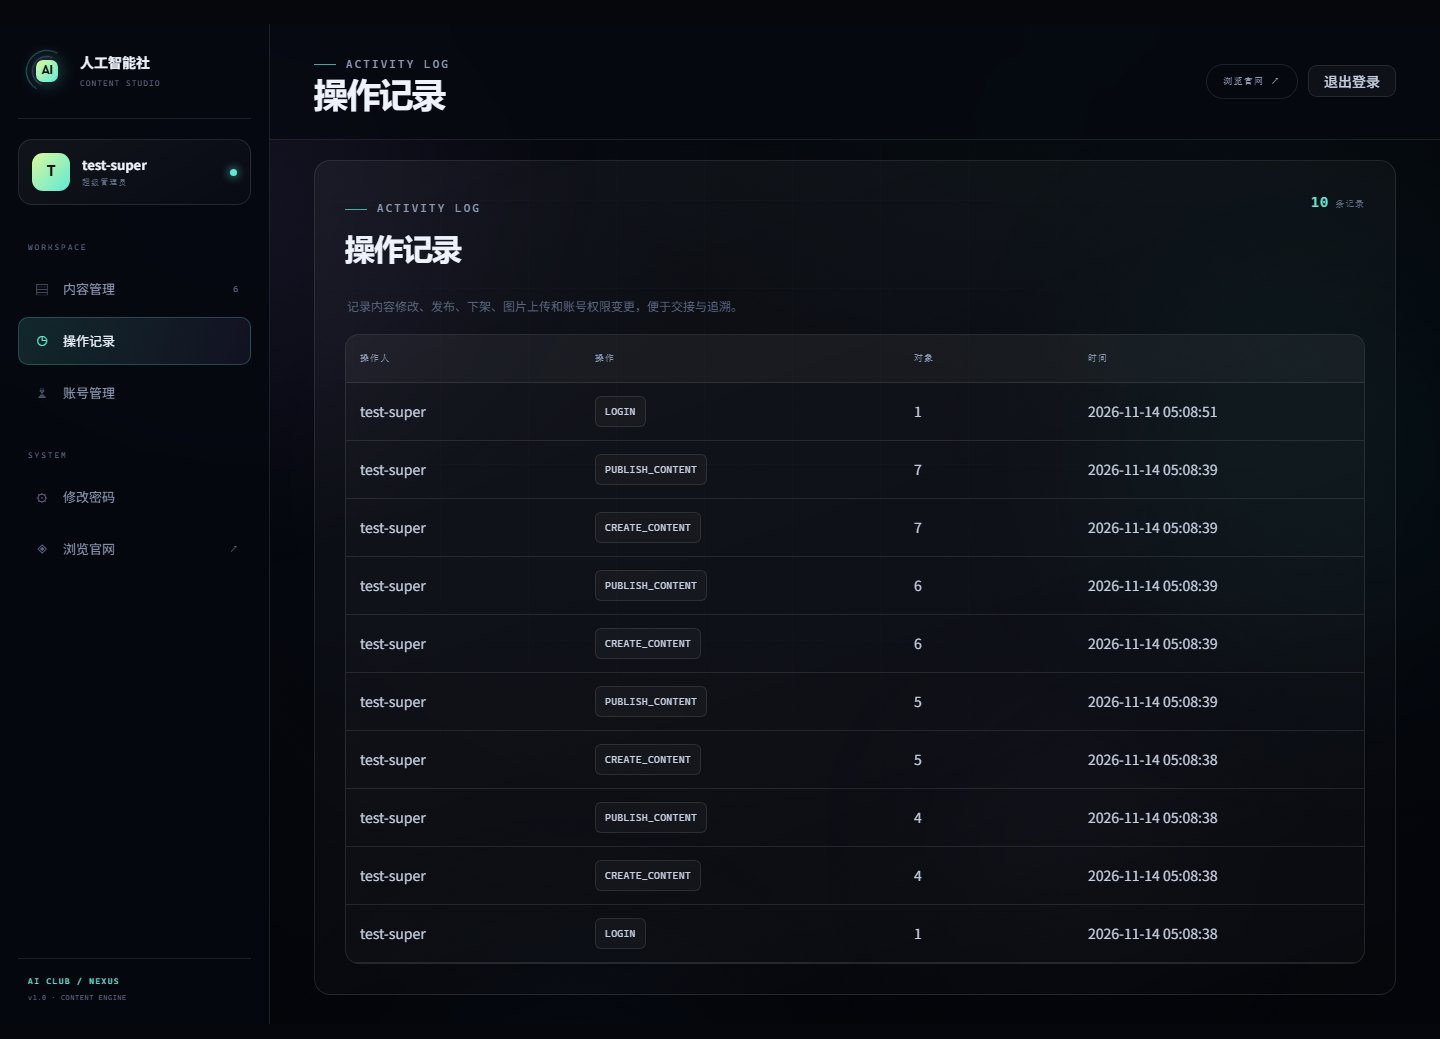 AI
人工智能社
CONTENT STUDIO
T
test-super
超级管理员
WORKSPACE
内容管理 6
操作记录
账号管理
SYSTEM
修改密码
浏览官网 ↗
AI CLUB / NEXUS
v1.0 · CONTENT ENGINE
ACTIVITY LOG
操作记录
浏览官网 ↗
退出登录
ACTIVITY LOG
操作记录
10 条记录
记录内容修改、发布、下架、图片上传和账号权限变更，便于交接与追溯。
操作人 操作 对象 时间
test-super LOGIN 1 2026-11-14 05:08:51
test-super PUBLISH_CONTENT 7 2026-11-14 05:08:39
test-super CREATE_CONTENT 7 2026-11-14 05:08:39
test-super PUBLISH_CONTENT 6 2026-11-14 05:08:39
test-super CREATE_CONTENT 6 2026-11-14 05:08:39
test-super PUBLISH_CONTENT 5 2026-11-14 05:08:39
test-super CREATE_CONTENT 5 2026-11-14 05:08:38
test-super PUBLISH_CONTENT 4 2026-11-14 05:08:38
test-super CREATE_CONTENT 4 2026-11-14 05:08:38
test-super LOGIN 1 2026-11-14 05:08:38